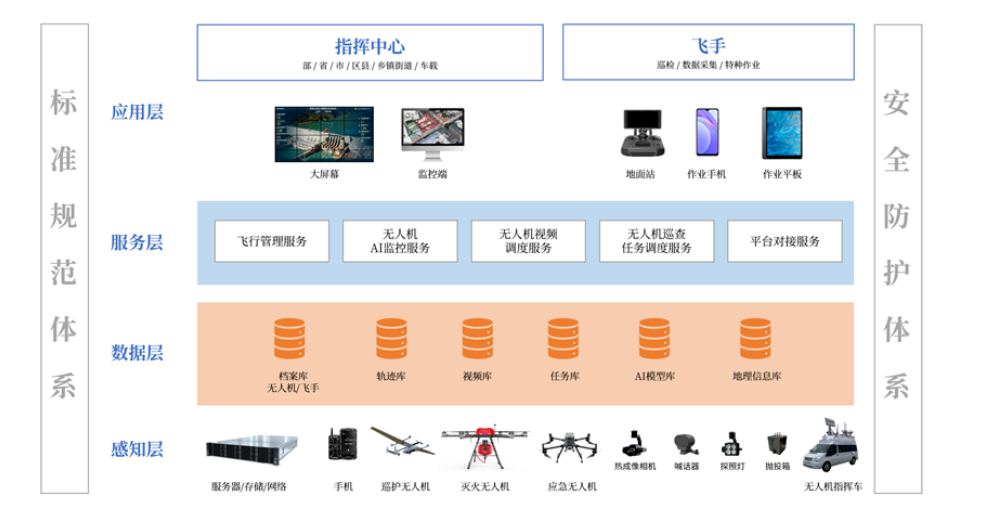 标准规范体系
指挥中心
部/省/市/区县/乡镇街道/车载
飞手
巡检/数据采集/特种作业
应用层
大屏幕
监控端
地面站
作业手机
作业平板
服务层
飞行管理服务
无人机
AI监控服务
无人机视频
调度服务
无人机巡查
任务调度服务
平台对接服务
数据层
档案库
无人机/飞手
轨迹库
视频库
任务库
AI模型库
地理信息库
感知层
服务器/存储/网络
手机
巡护无人机
灭火无人机
应急无人机
热成像相机
喊话器
探照灯
抛投箱
无人机指挥车
安全防护体系